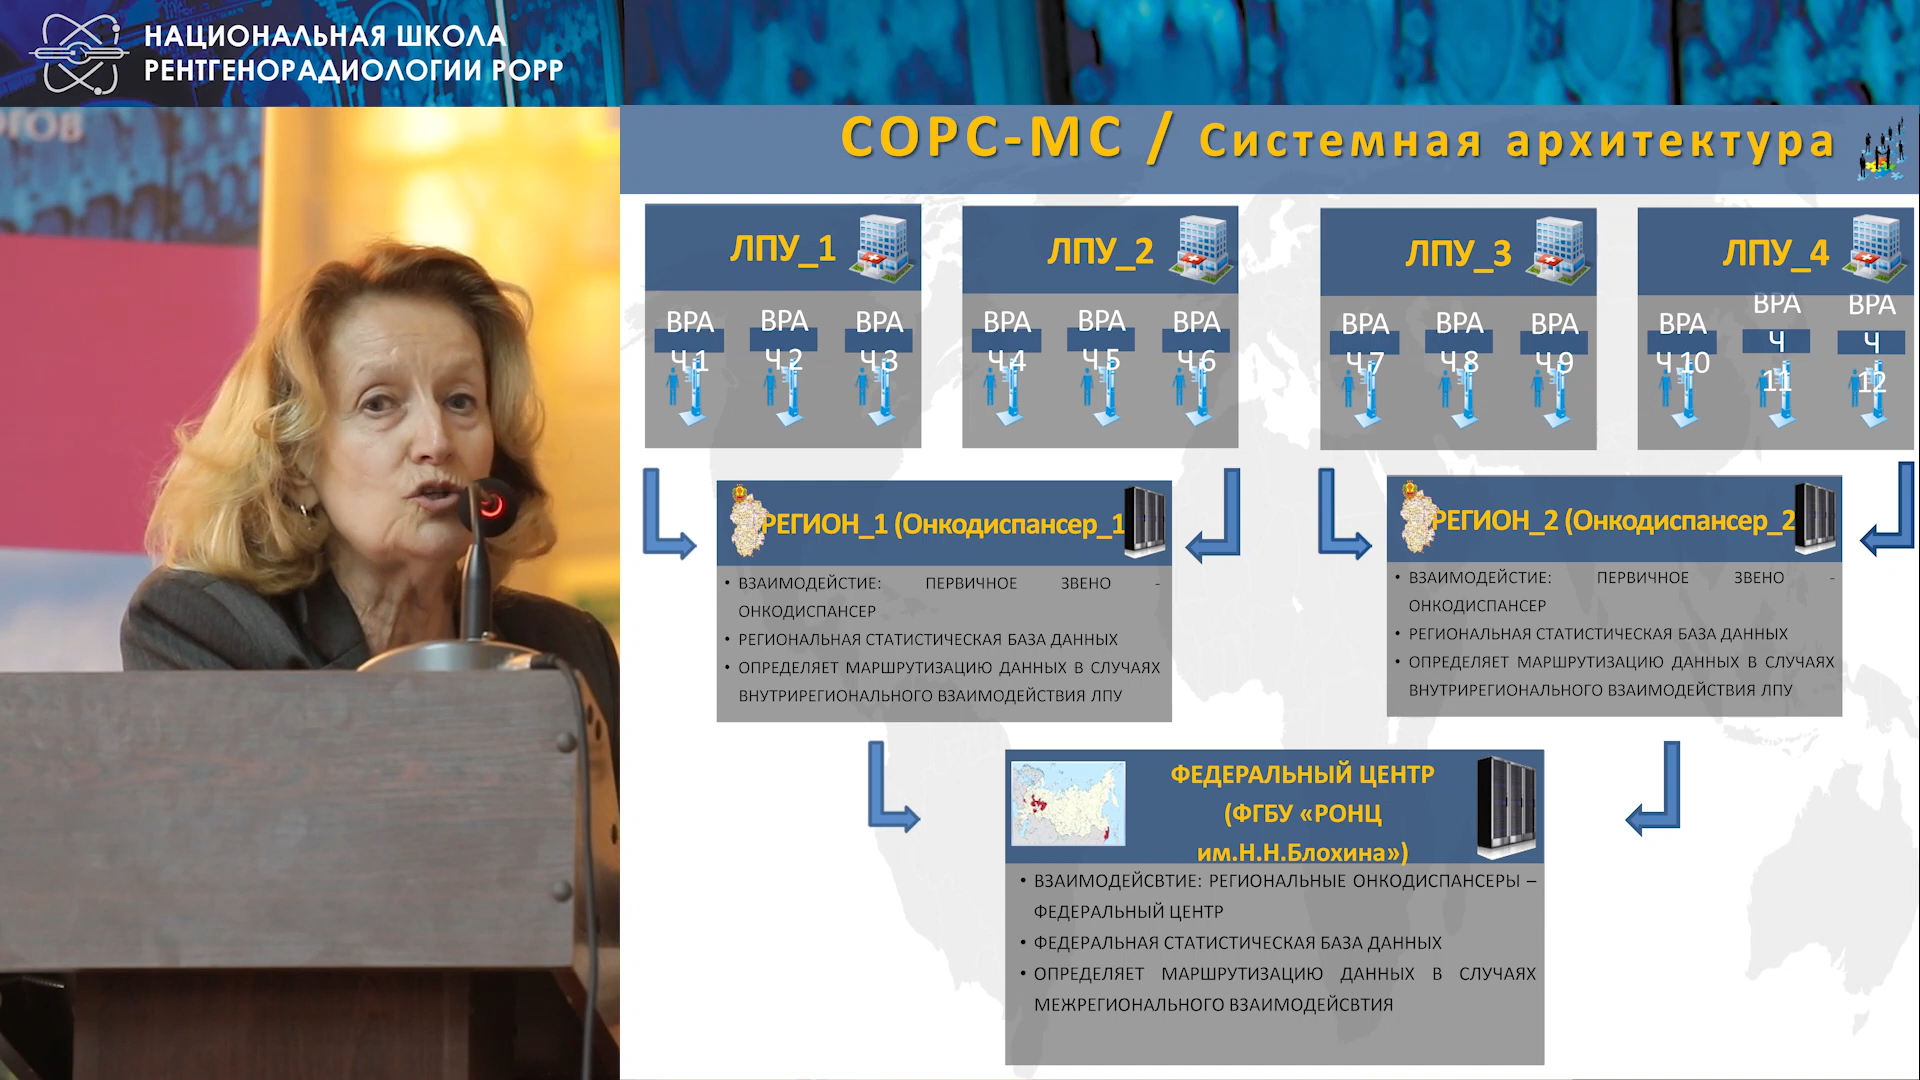 НАЦИОНАЛЬНАЯ ШКОЛА
РЕНТГЕНОРАДИОЛОГИИ РОРР
ОГОВ
СОРС-МС / Системная архитектура
ЛПУ_1
ВРА
Ч 1
ВРА
Ч 2
ВРА
Ч 3
ЛПУ_2
ВРА
Ч 4
ВРА
Ч 5
ВРА
Ч 6
ЛПУ_3
ВРА
Ч 7
ВРА
Ч 8
ВРА
Ч 9
ЛПУ_4
ВРА
Ч 10
ВРА
Ч
11
ВРА
Ч
12
РЕГИОН_1 (Онкодиспансер_1
• ВЗАИМОДЕЙСТИЕ: ПЕРВИЧНОЕ ЗВЕНО -
ОНКОДИСПАНСЕР
• РЕГИОНАЛЬНАЯ СТАТИСТИЧЕСКАЯ БАЗА ДАННЫХ
• ОПРЕДЕЛЯЕТ МАРШРУТИЗАЦИЮ ДАННЫХ В СЛУЧАЯХ
ВНУТРИРЕГИОНАЛЬНОГО ВЗАИМОДЕЙСТВИЯ ЛПУ
РЕГИОН_2 (Онкодиспансер_2
• ВЗАИМОДЕЙСТИЕ: ПЕРВИЧНОЕ ЗВЕНО -
ОНКОДИСПАНСЕР
• РЕГИОНАЛЬНАЯ СТАТИСТИЧЕСКАЯ БАЗА ДАННЫХ
• ОПРЕДЕЛЯЕТ МАРШРУТИЗАЦИЮ ДАННЫХ В СЛУЧАЯХ
ВНУТРИРЕГИОНАЛЬНОГО ВЗАИМОДЕЙСТВИЯ ЛПУ
ФЕДЕРАЛЬНЫЙ ЦЕНТР
(ФГБУ «РОНЦ
им.Н.Н.Блохина»)
• ВЗАИМОДЕЙСВТИЕ: РЕГИОНАЛЬНЫЕ ОНКОДИСПАНСЕРЫ –
ФЕДЕРАЛЬНЫЙ ЦЕНТР
• ФЕДЕРАЛЬНАЯ СТАТИСТИЧЕСКАЯ БАЗА ДАННЫХ
• ОПРЕДЕЛЯЕТ МАРШРУТИЗАЦИЮ ДАННЫХ В СЛУЧАЯХ
МЕЖРЕГИОНАЛЬНОГО ВЗАИМОДЕЙСВТИЯ